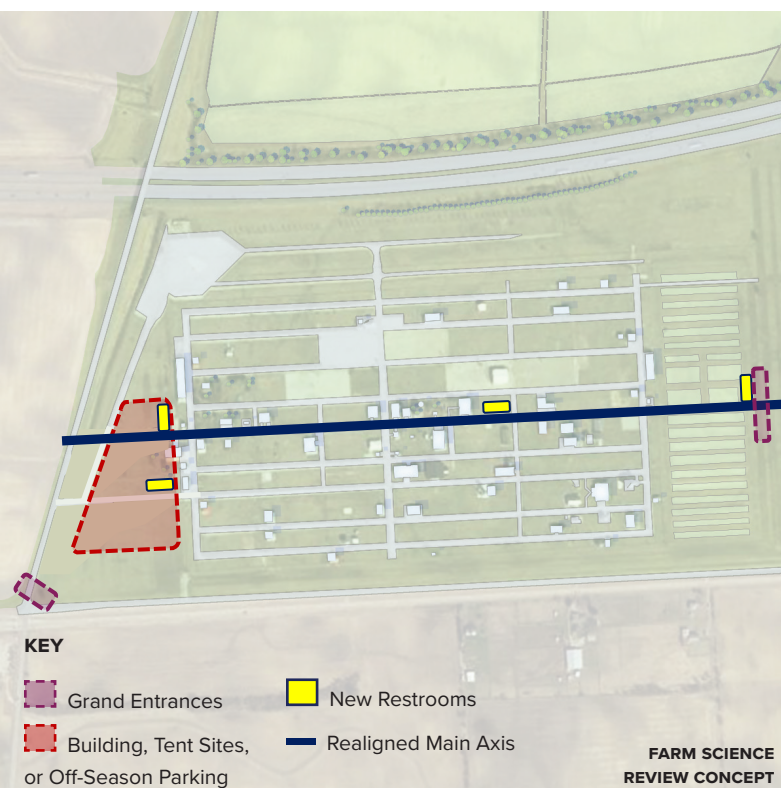 KEY
Grand Entrances
New Restrooms
Building, Tent Sites,
or Off-Season Parking
Realigned Main Axis
FARM SCIENCE
REVIEW CONCEPT